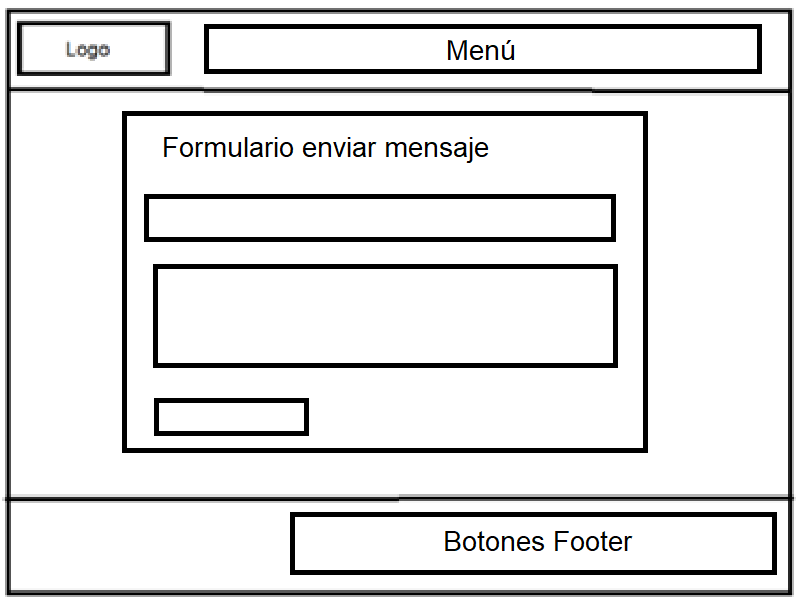 Logo
Menú
Formulario enviar mensaje
Botones Footer